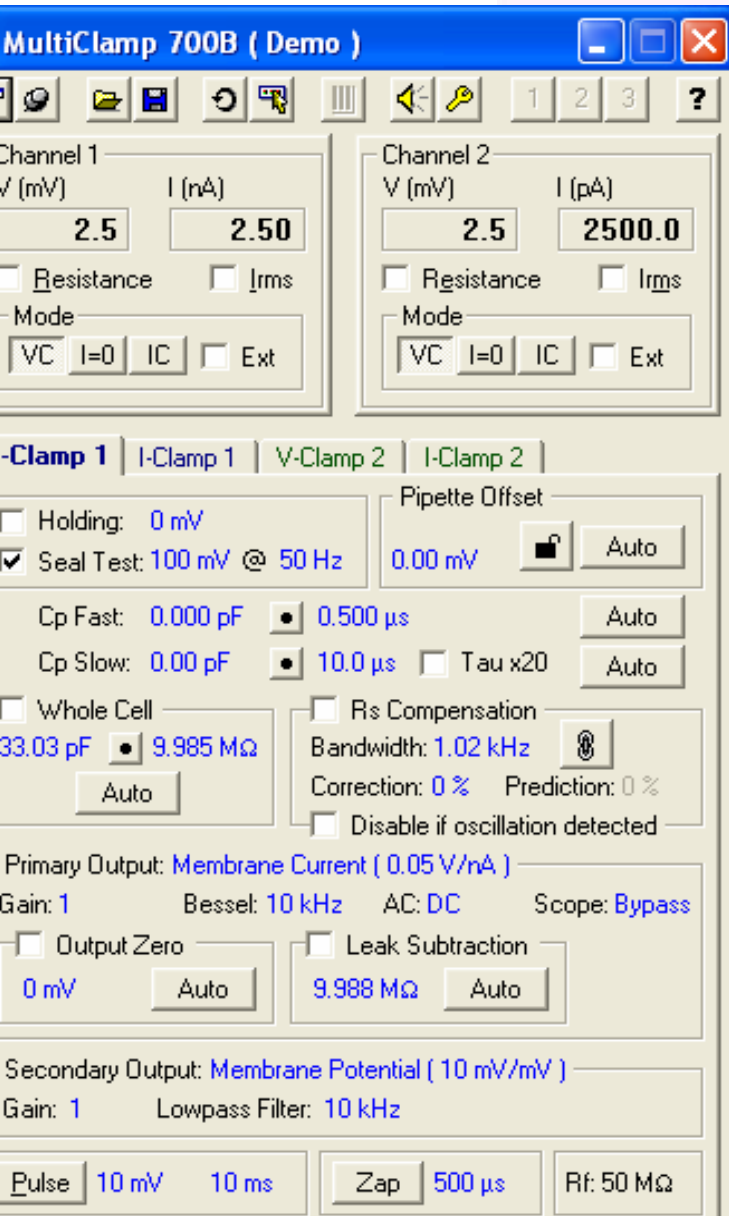 MultiClamp 700B ( Demo )
1 2 3 ?
Channel 1
V (mV) I (nA)
2.5 2.50
Resistance Irms
Mode
VC I=0 IC Ext
Channel 2
V (mV) I (pA)
2.5 2500.0
Resistance Irms
Mode
VC I=0 IC Ext
-Clamp 1 I-Clamp 1 V-Clamp 2 I-Clamp 2
Holding: 0 mV
Seal Test: 100 mV @ 50 Hz
Pipette Offset
0.00 mV Auto
Cp Fast: 0.000 pF 0.500 µs Auto
Cp Slow: 0.00 pF 10.0 µs Tau x20 Auto
Whole Cell
33.03 pF 9.985 MΩ
Auto
Rs Compensation
Bandwidth: 1.02 kHz
Correction: 0 % Prediction: 0 %
Disable if oscillation detected
Primary Output: Membrane Current ( 0.05 V/nA )
Gain: 1 Bessel: 10 kHz AC: DC Scope: Bypass
Output Zero
0 mV Auto
Leak Subtraction
9.988 MΩ Auto
Secondary Output: Membrane Potential ( 10 mV/mV )
Gain: 1 Lowpass Filter: 10 kHz
Pulse 10 mV 10 ms Zap 500 µs Rf: 50 MΩ